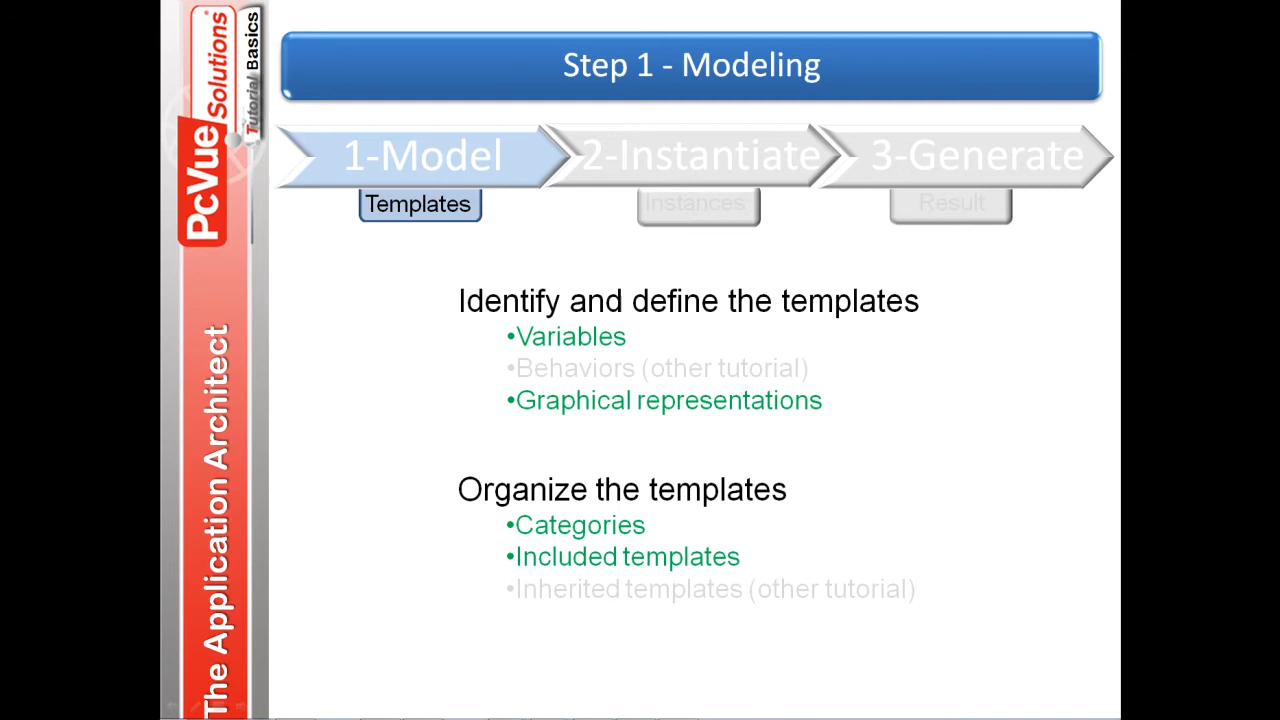 Step 1 - Modeling
1-Model
2-Instantiate
3-Generate
Templates
Instances
Result
Identify and define the templates
•Variables
•Behaviors (other tutorial)
•Graphical representations
Organize the templates
•Categories
•Included templates
•Inherited templates (other tutorial)
PcVue Solutions®
Tutorial Basics
The Application Architect